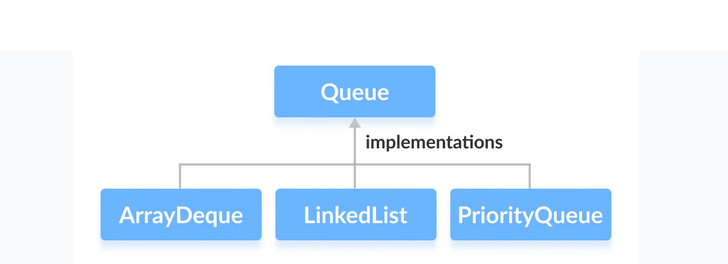 Queue
implementations
ArrayDeque
LinkedList
PriorityQueue